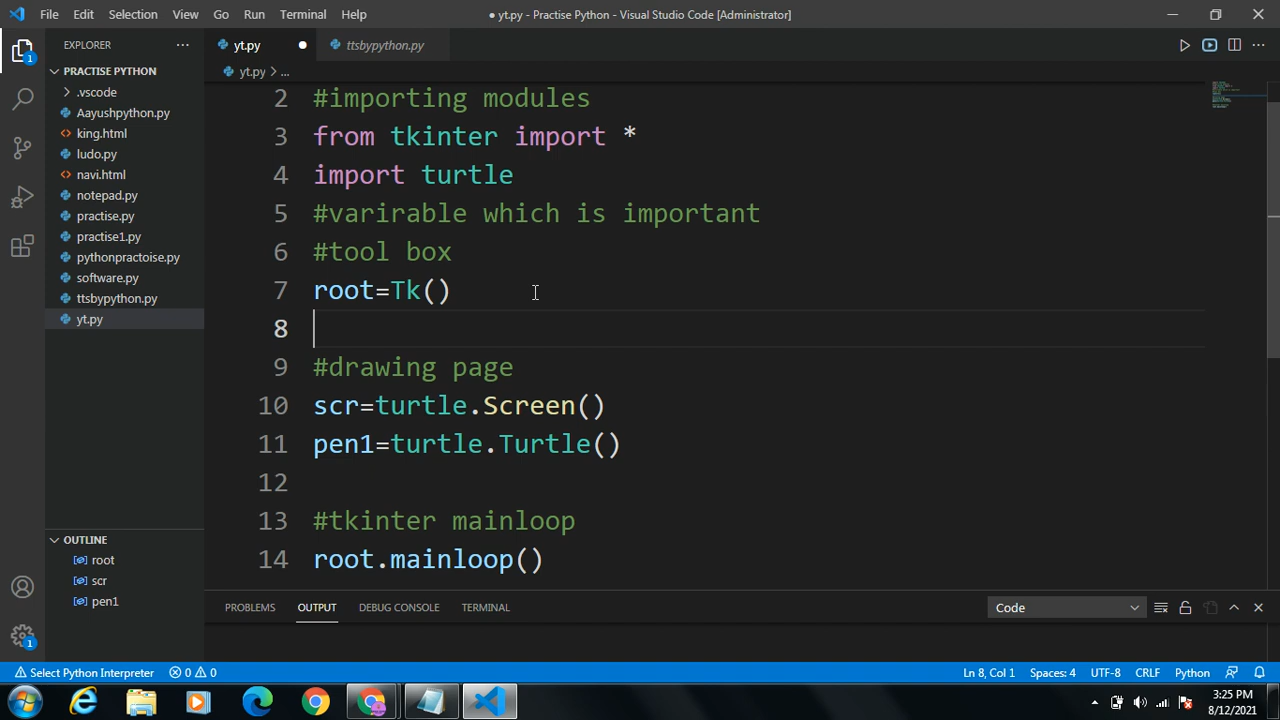 File Edit Selection View Go Run Terminal Help
● yt.py - Practise Python - Visual Studio Code [Administrator]
EXPLORER ...
yt.py ●
ttsbypython.py
PRACTISE PYTHON
yt.py > ...
.vscode
Aayushpython.py
king.html
ludo.py
navi.html
notepad.py
practise.py
practise1.py
pythonpractoise.py
software.py
ttsbypython.py
yt.py
2 #importing modules
3 from tkinter import *
4 import turtle
5 #varirable which is important
6 #tool box
7 root=Tk()
8
9 #drawing page
10 scr=turtle.Screen()
11 pen1=turtle.Turtle()
12
13 #tkinter mainloop
14 root.mainloop()
OUTLINE
root
scr
pen1
PROBLEMS OUTPUT DEBUG CONSOLE TERMINAL
Code
1
1
Select Python Interpreter 0 0
Ln 8, Col 1 Spaces: 4 UTF-8 CRLF Python
3:25 PM
8/12/2021